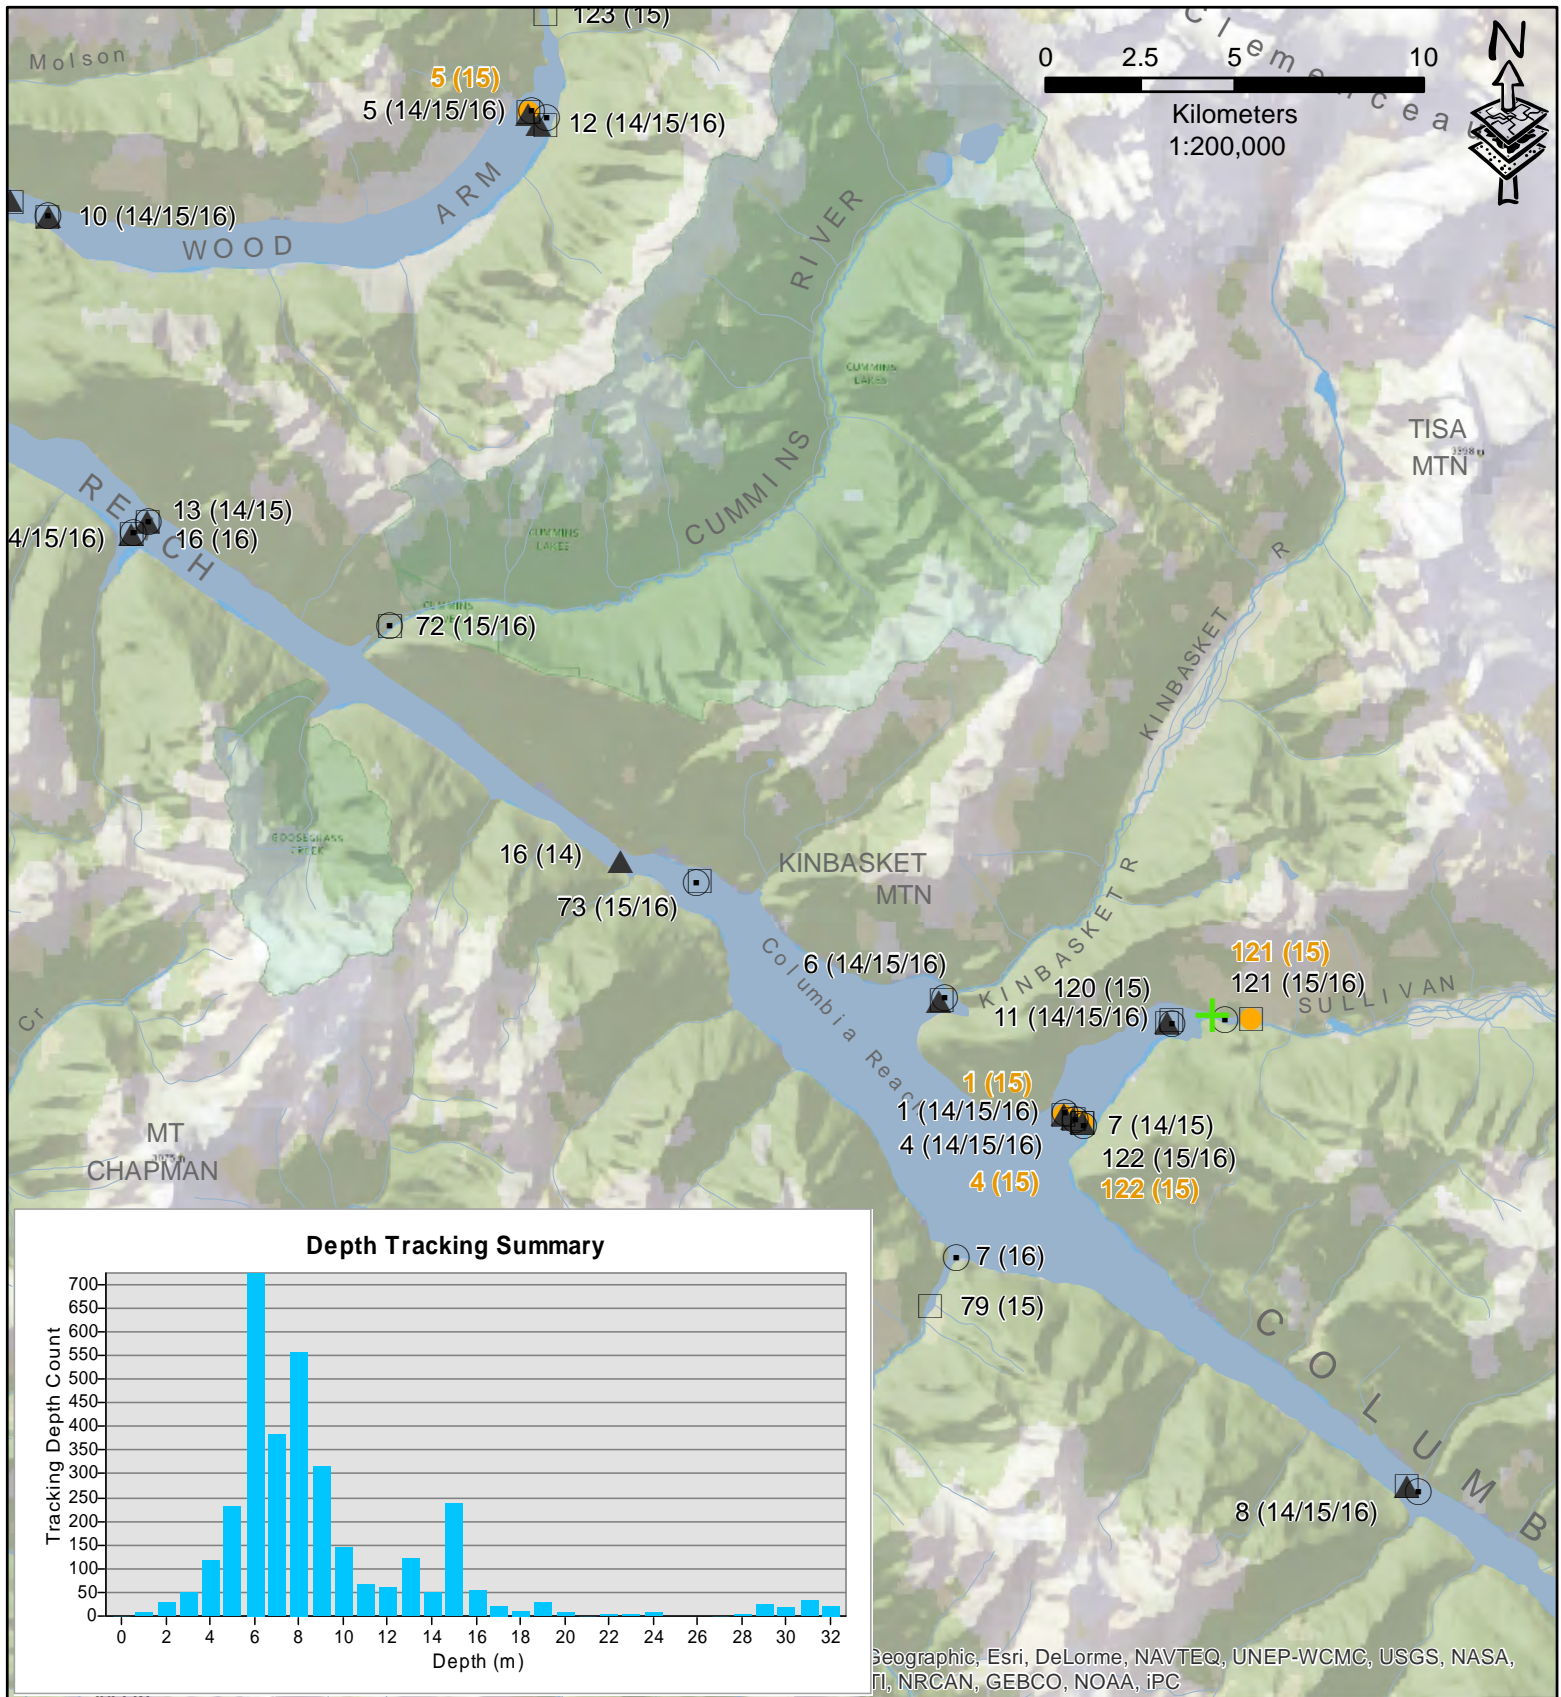 123 (15)
Clemenceau
Molson
0 2.5 5 10
Kilometers
1:200,000
N
5 (15)
5 (14/15/16)
12 (14/15/16)
10 (14/15/16)
WOOD ARM
CUMMINS RIVER
CUMMINS
LAKES
TISA
MTN
REACH
13 (14/15)
16 (16)
4/15/16)
CUMMINS
LAKES
R
72 (15/16)
KINBASKET
GOOSEGRASS
CREEK
16 (14)
73 (15/16)
KINBASKET
MTN
KINBASKET R
Columbia Reach
6 (14/15/16)
121 (15)
121 (15/16)
120 (15)
11 (14/15/16)
SULLIVAN
Cr
1 (15)
1 (14/15/16)
4 (14/15/16)
4 (15)
7 (14/15)
122 (15/16)
122 (15)
MT
CHAPMAN
7 (16)
79 (15)
COLUMB
8 (14/15/16)
Depth Tracking Summary
Tracking Depth Count
700
650
600
550
500
450
400
350
300
250
200
150
100
50
0
0 2 4 6 8 10 12 14 16 18 20 22 24 26 28 30 32
Depth (m)
Geographic, Esri, DeLorme, NAVTEQ, UNEP-WCMC, USGS, NASA,
TI, NRCAN, GEBCO, NOAA, iPC